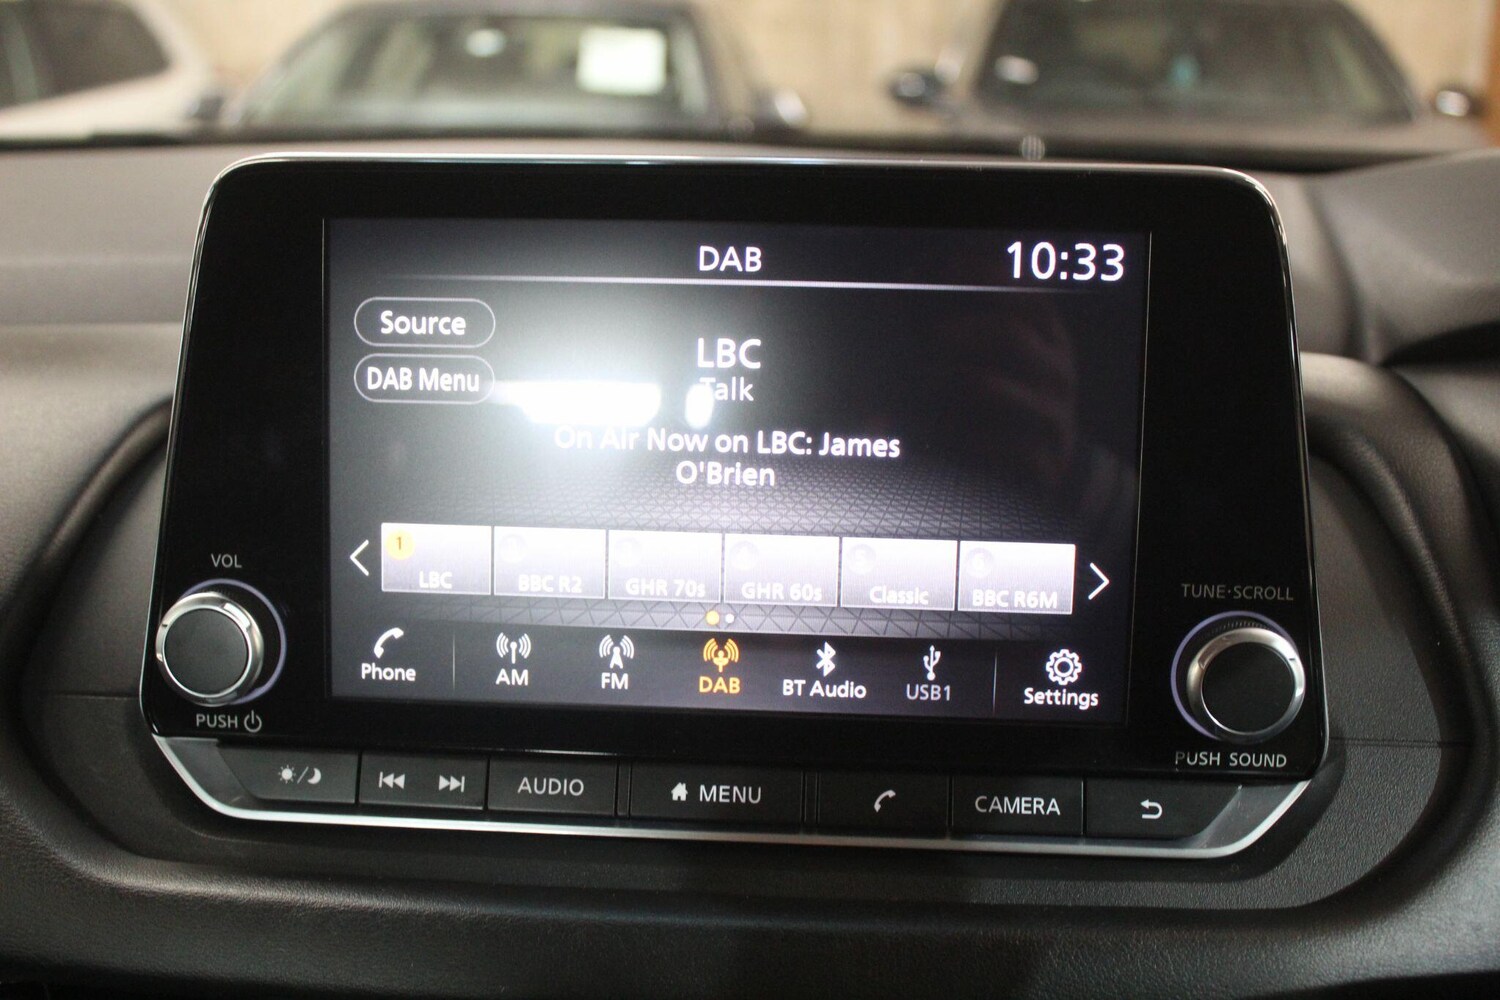 DAB
10:33
Source
LBC
DAB Menu
Talk
On Air Now on LBC: James
O'Brien
1
LBC
BBC R2
GHR 70s
GHR 60s
Classic
BBC R6M
Phone
AM
FM
DAB
BT Audio
USB1
Settings
VOL
PUSH
TUNE·SCROLL
PUSH SOUND
AUDIO
MENU
CAMERA